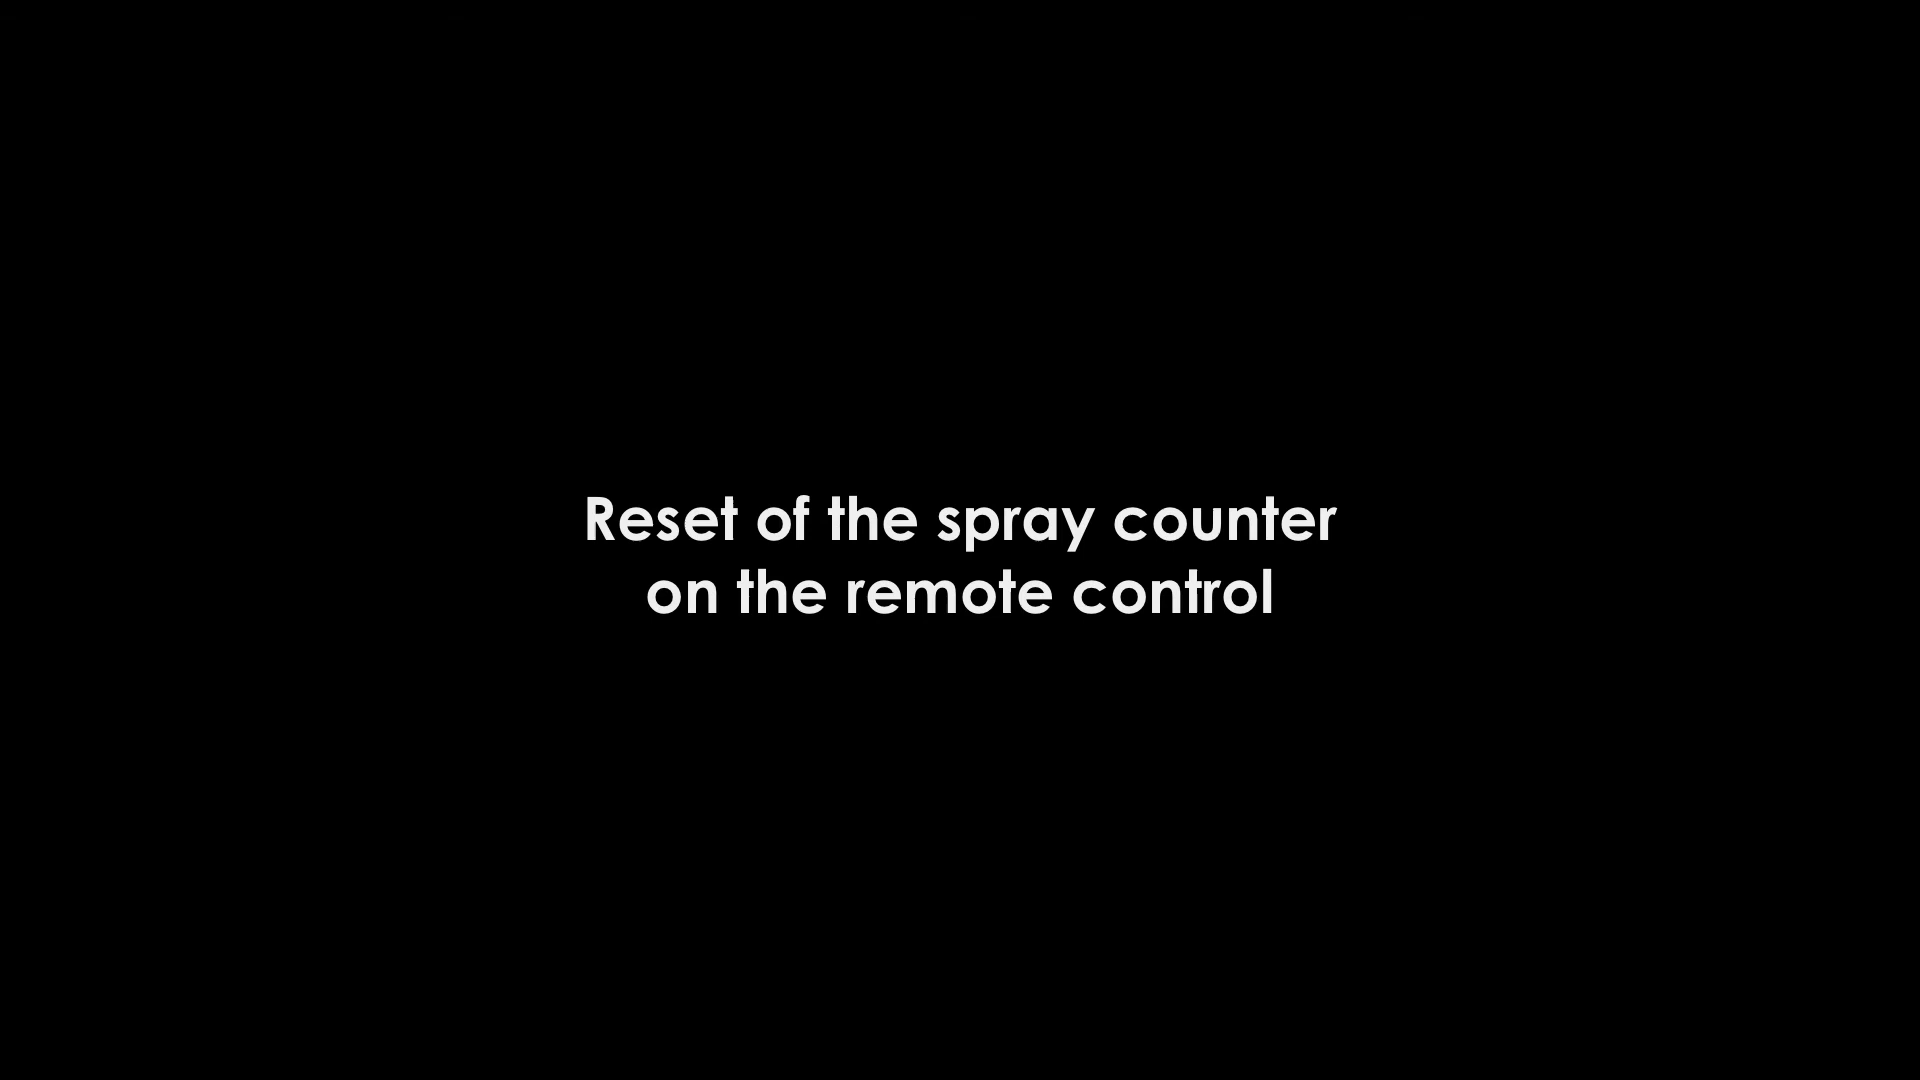 Reset of the spray counter
on the remote control